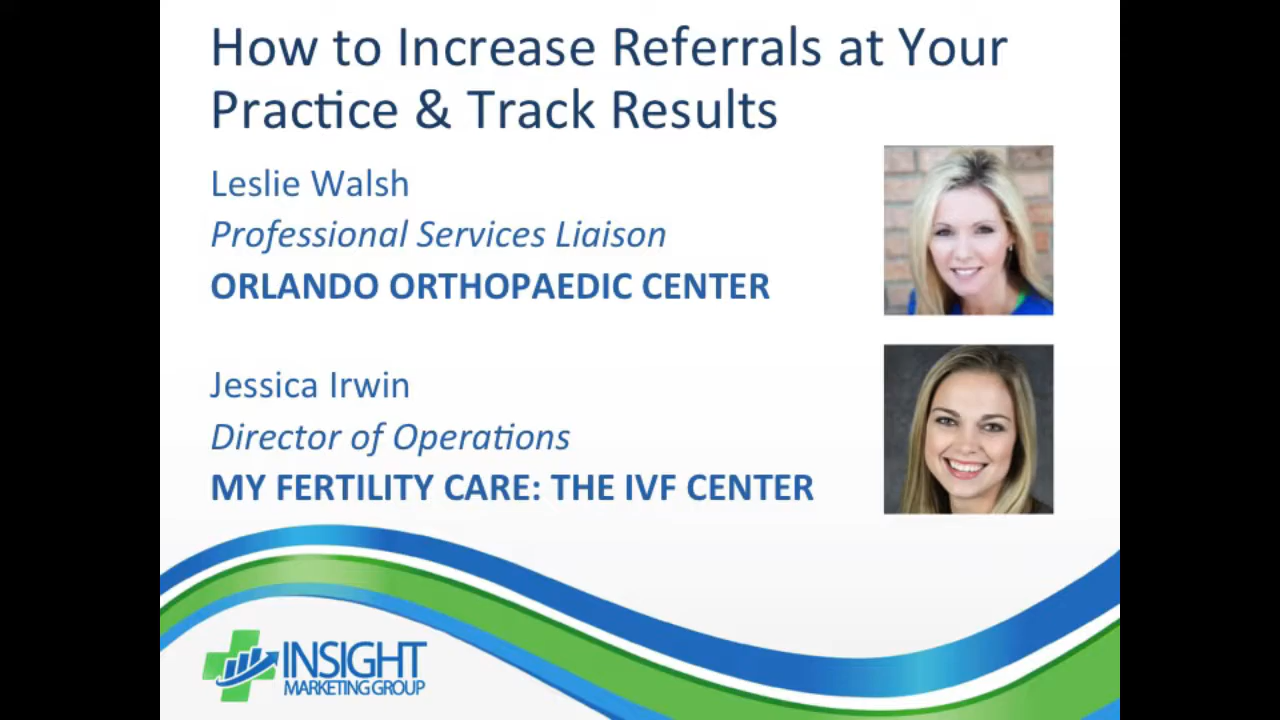 How to Increase Referrals at Your
Practice & Track Results
Leslie Walsh
Professional Services Liaison
ORLANDO ORTHOPAEDIC CENTER
Jessica Irwin
Director of Operations
MY FERTILITY CARE: THE IVF CENTER
INSIGHT
MARKETING GROUP